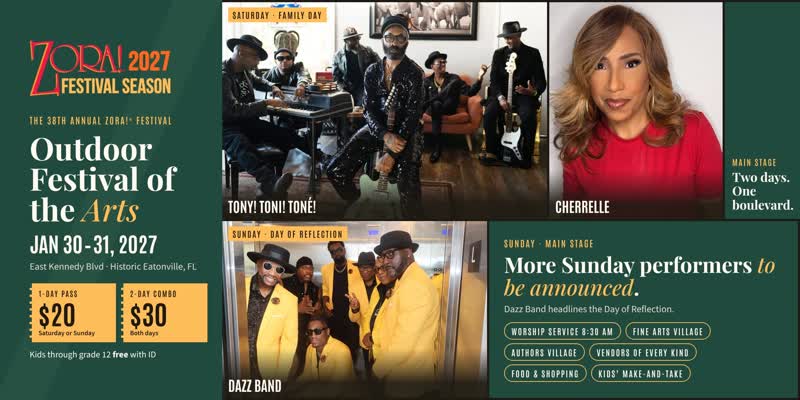 ZORA! 2027
FESTIVAL SEASON
THE 38TH ANNUAL ZORA!® FESTIVAL
Outdoor
Festival of
the Arts
JAN 30-31, 2027
East Kennedy Blvd · Historic Eatonville, FL
1-DAY PASS
$20
Saturday or Sunday
2-DAY COMBO
$30
Both days
Kids through grade 12 free with ID
SATURDAY · FAMILY DAY
TONY! TONI! TONÉ!
CHERRELLE
MAIN STAGE
Two days.
One
boulevard.
SUNDAY · DAY OF REFLECTION
DAZZ BAND
SUNDAY · MAIN STAGE
More Sunday performers to
be announced.
Dazz Band headlines the Day of Reflection.
WORSHIP SERVICE 8:30 AM
FINE ARTS VILLAGE
AUTHORS VILLAGE
VENDORS OF EVERY KIND
FOOD & SHOPPING
KIDS' MAKE-AND-TAKE